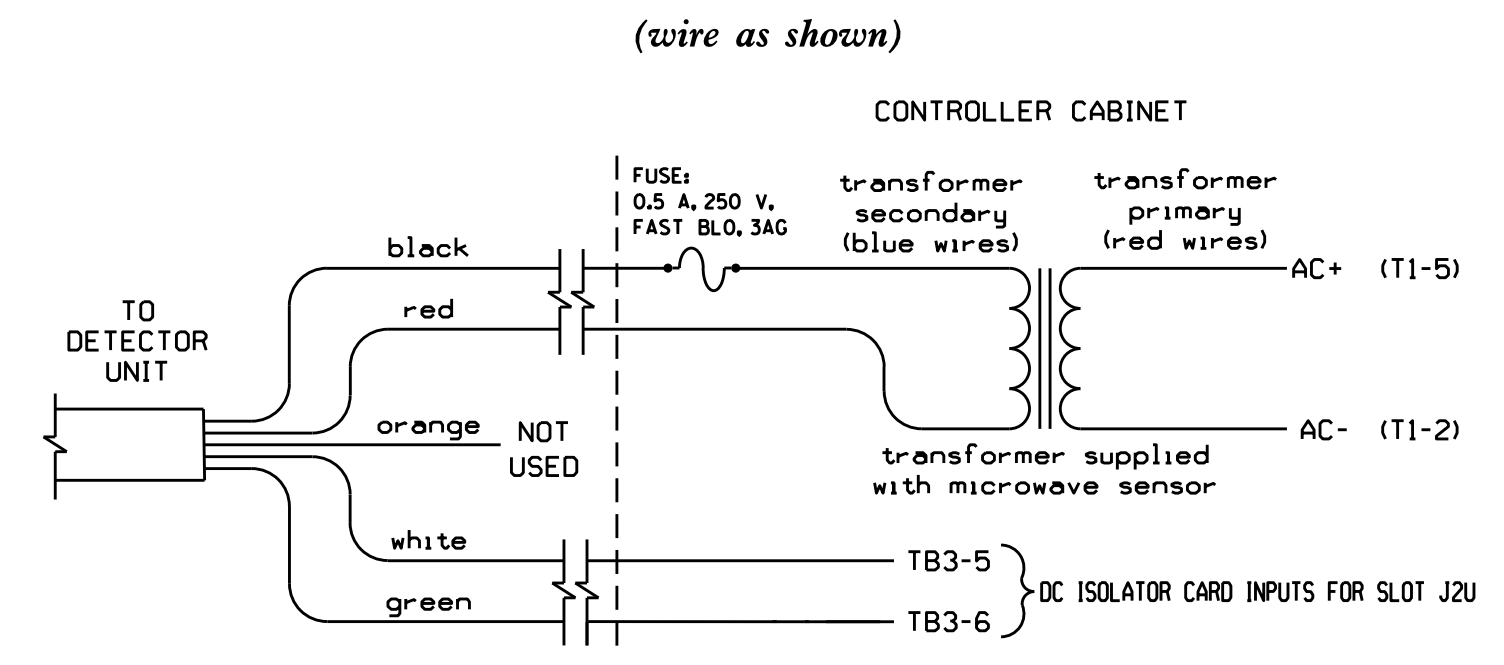 (wire as shown)
CONTROLLER CABINET
FUSE:
0.5 A, 250 V,
FAST BLO, 3AG
transformer
secondary
(blue wires)
transformer
primary
(red wires)
black
AC+ (T1-5)
red
TO
DETECTOR
UNIT
orange
NOT
USED
AC- (T1-2)
transformer supplied
with microwave sensor
white
TB3-5
DC ISOLATOR CARD INPUTS FOR SLOT J2U
green
TB3-6